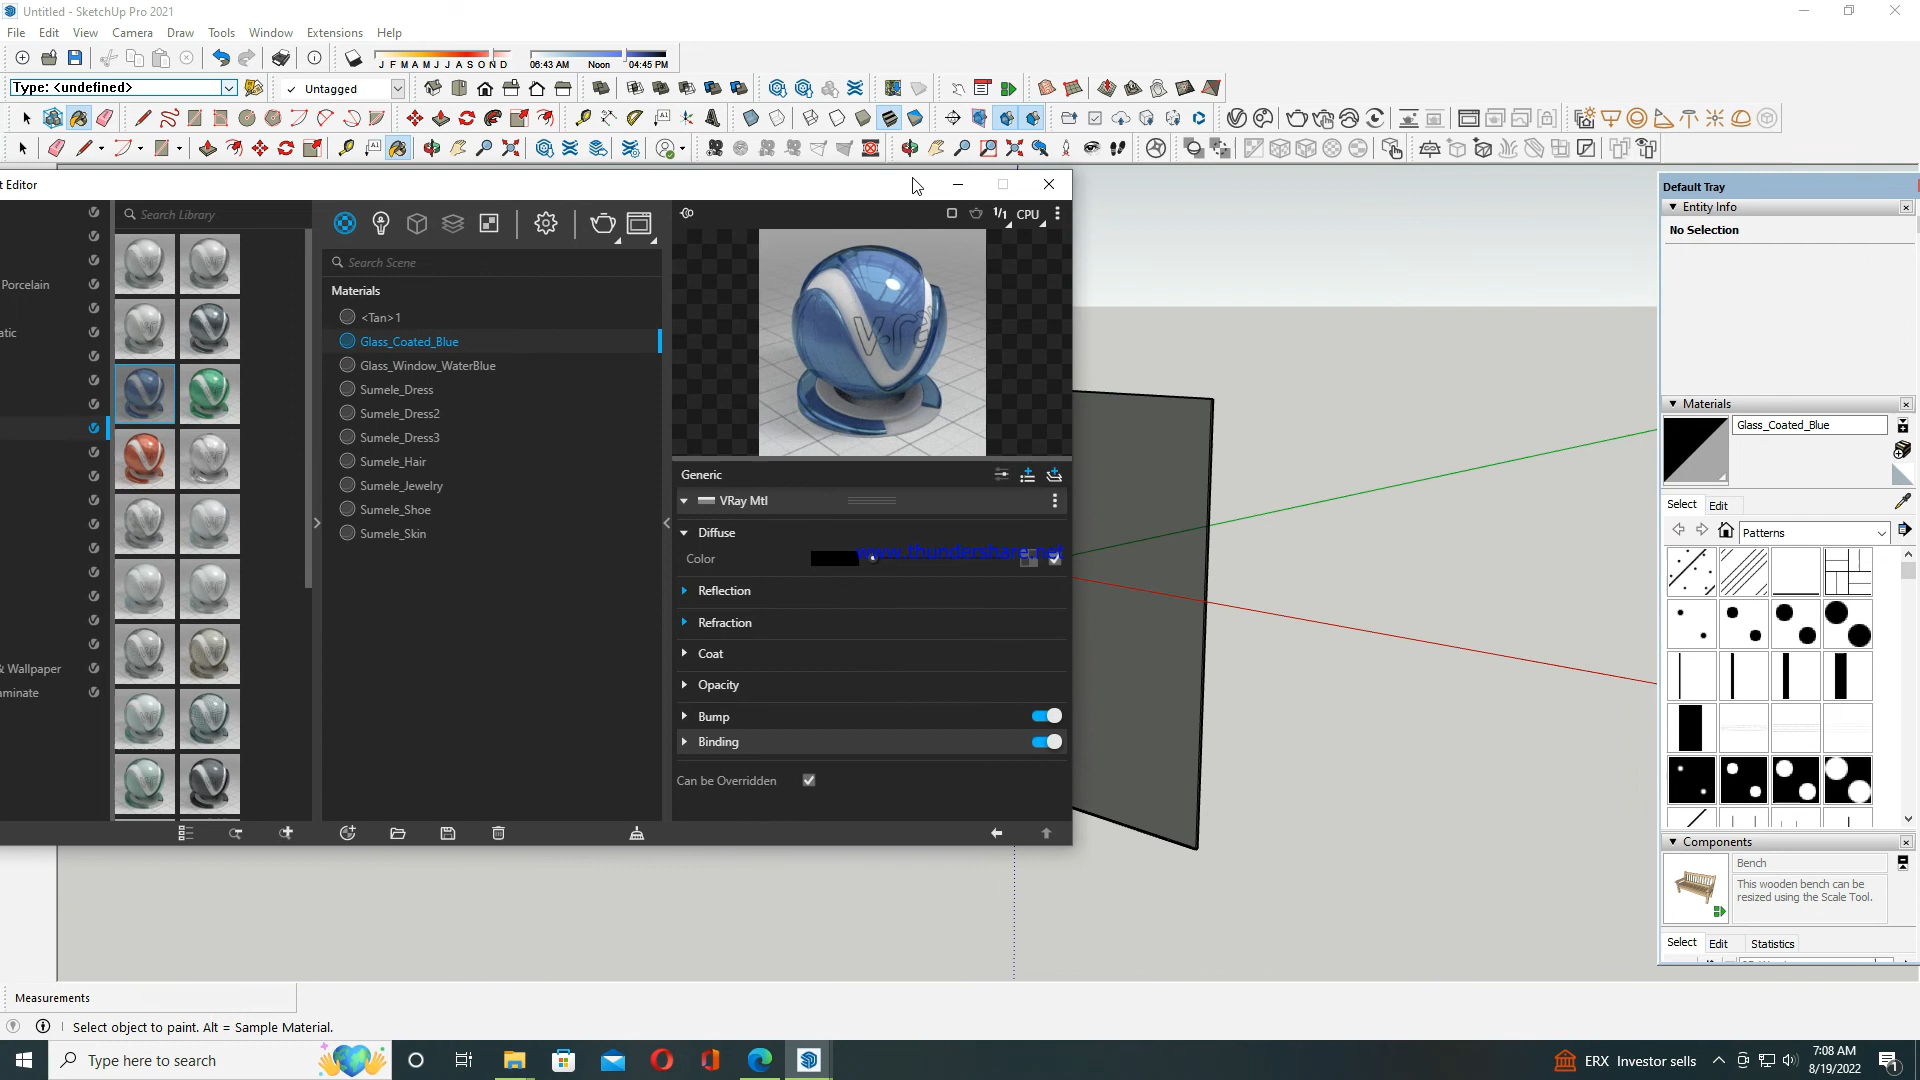 Untitled - SketchUp Pro 2021
File Edit View Camera Draw Tools Window Extensions Help
J F M A M J J A S O N D
06:43 AM Noon 04:45 PM
Type: <undefined>
✓ Untagged
t Editor
Search Library
1/1 CPU
Porcelain
atic
& Wallpaper
aminate
Search Scene
Materials
<Tan>1
Glass_Coated_Blue
Glass_Window_WaterBlue
Sumele_Dress
Sumele_Dress2
Sumele_Dress3
Sumele_Hair
Sumele_Jewelry
Sumele_Shoe
Sumele_Skin
Generic
VRay Mtl
Diffuse
Color
www.thundershare.net
Reflection
Refraction
Coat
Opacity
Bump
Binding
Can be Overridden
Default Tray
Entity Info
No Selection
Materials
Glass_Coated_Blue
Select Edit
Patterns
Components
Bench
This wooden bench can be
resized using the Scale Tool.
Select Edit Statistics
Measurements
Select object to paint. Alt = Sample Material.
Type here to search
ERX Investor sells
7:08 AM
8/19/2022
1